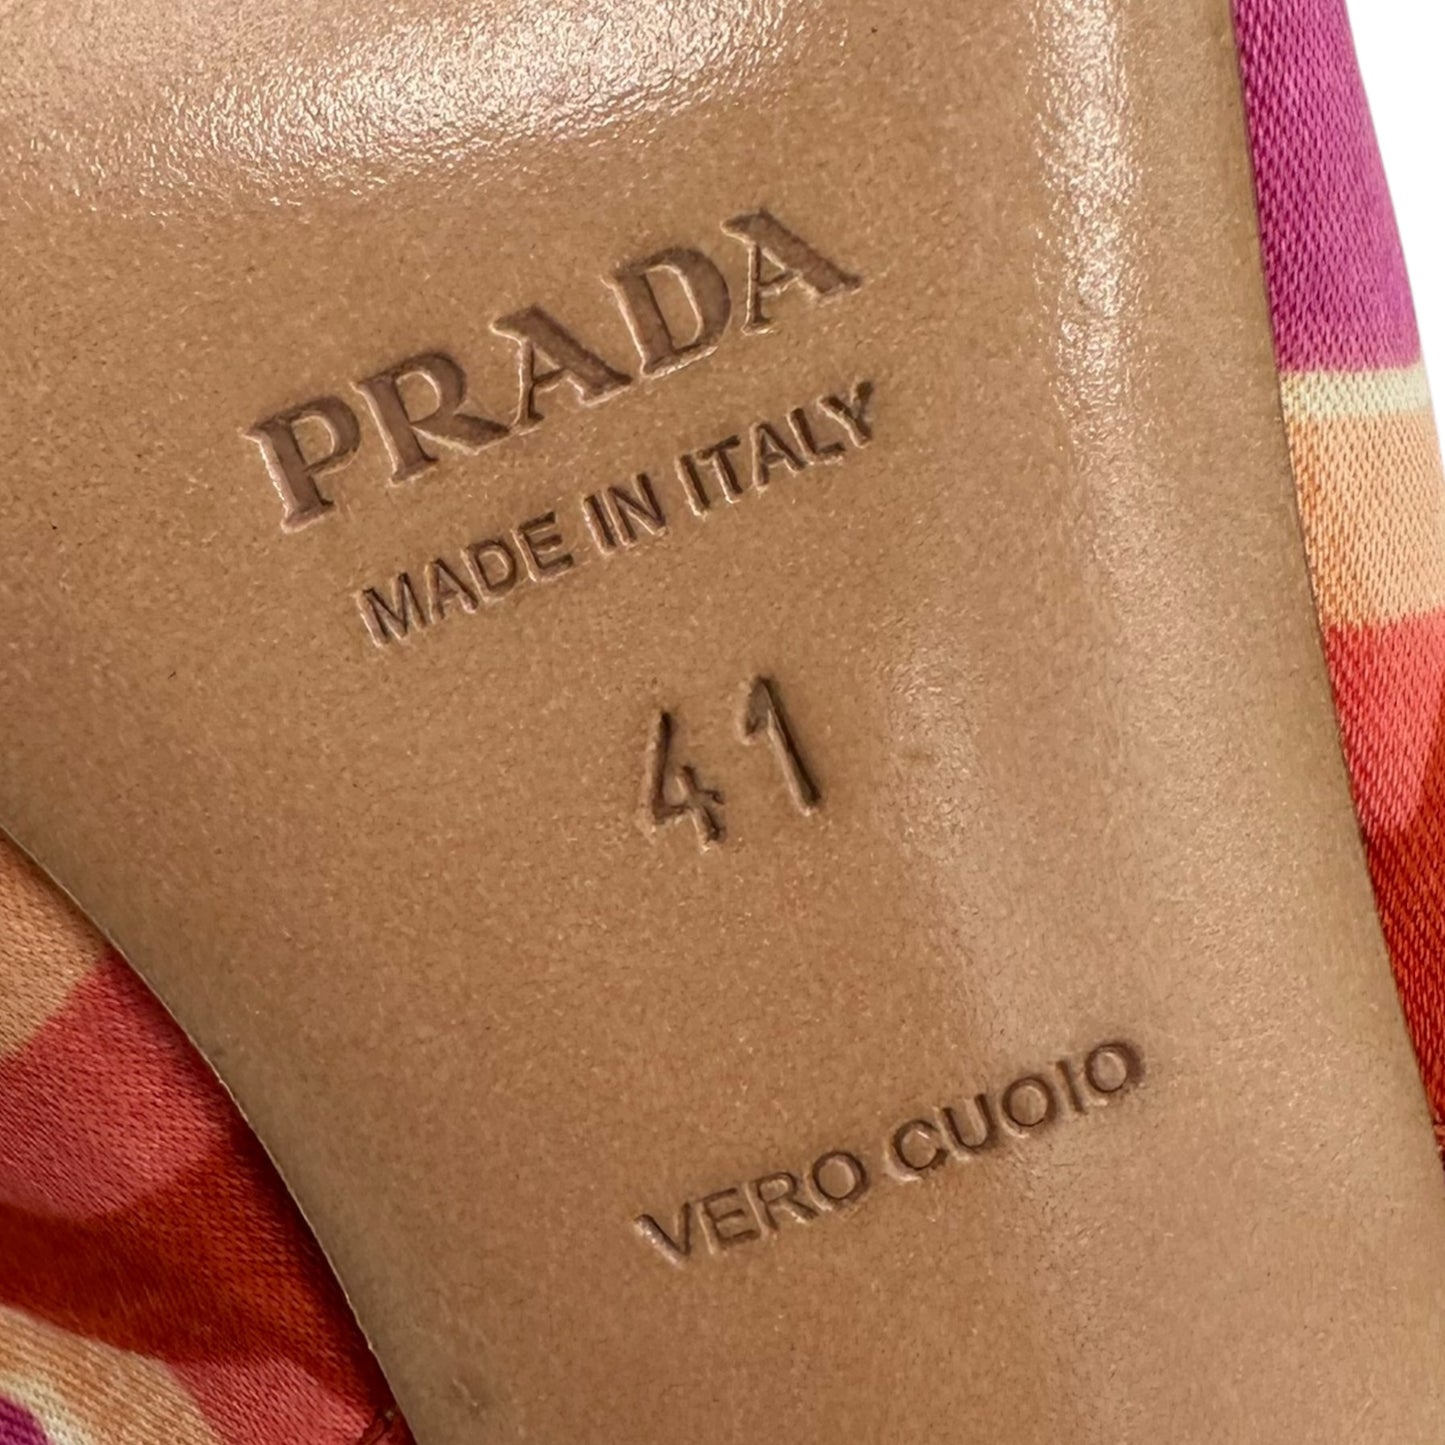 PRADA
MADE IN ITALY
41
VERO CUOIO